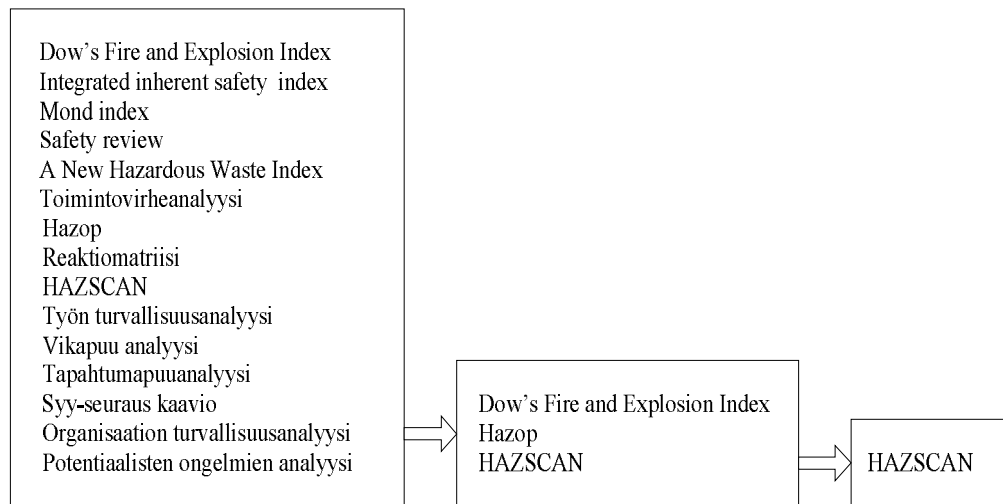 Dow's Fire and Explosion Index
Integrated inherent safety index
Mond index
Safety review
A New Hazardous Waste Index
Toimintovirheanalyysi
Hazop
Reaktiomatriisi
HAZSCAN
Työn turvallisuusanalyysi
Vikapuu analyysi
Tapahtumapuuanalyysi
Syy-seuraus kaavio
Organisaation turvallisuusanalyysi
Potentiaalisten ongelmien analyysi
Dow's Fire and Explosion Index
Hazop
HAZSCAN
HAZSCAN